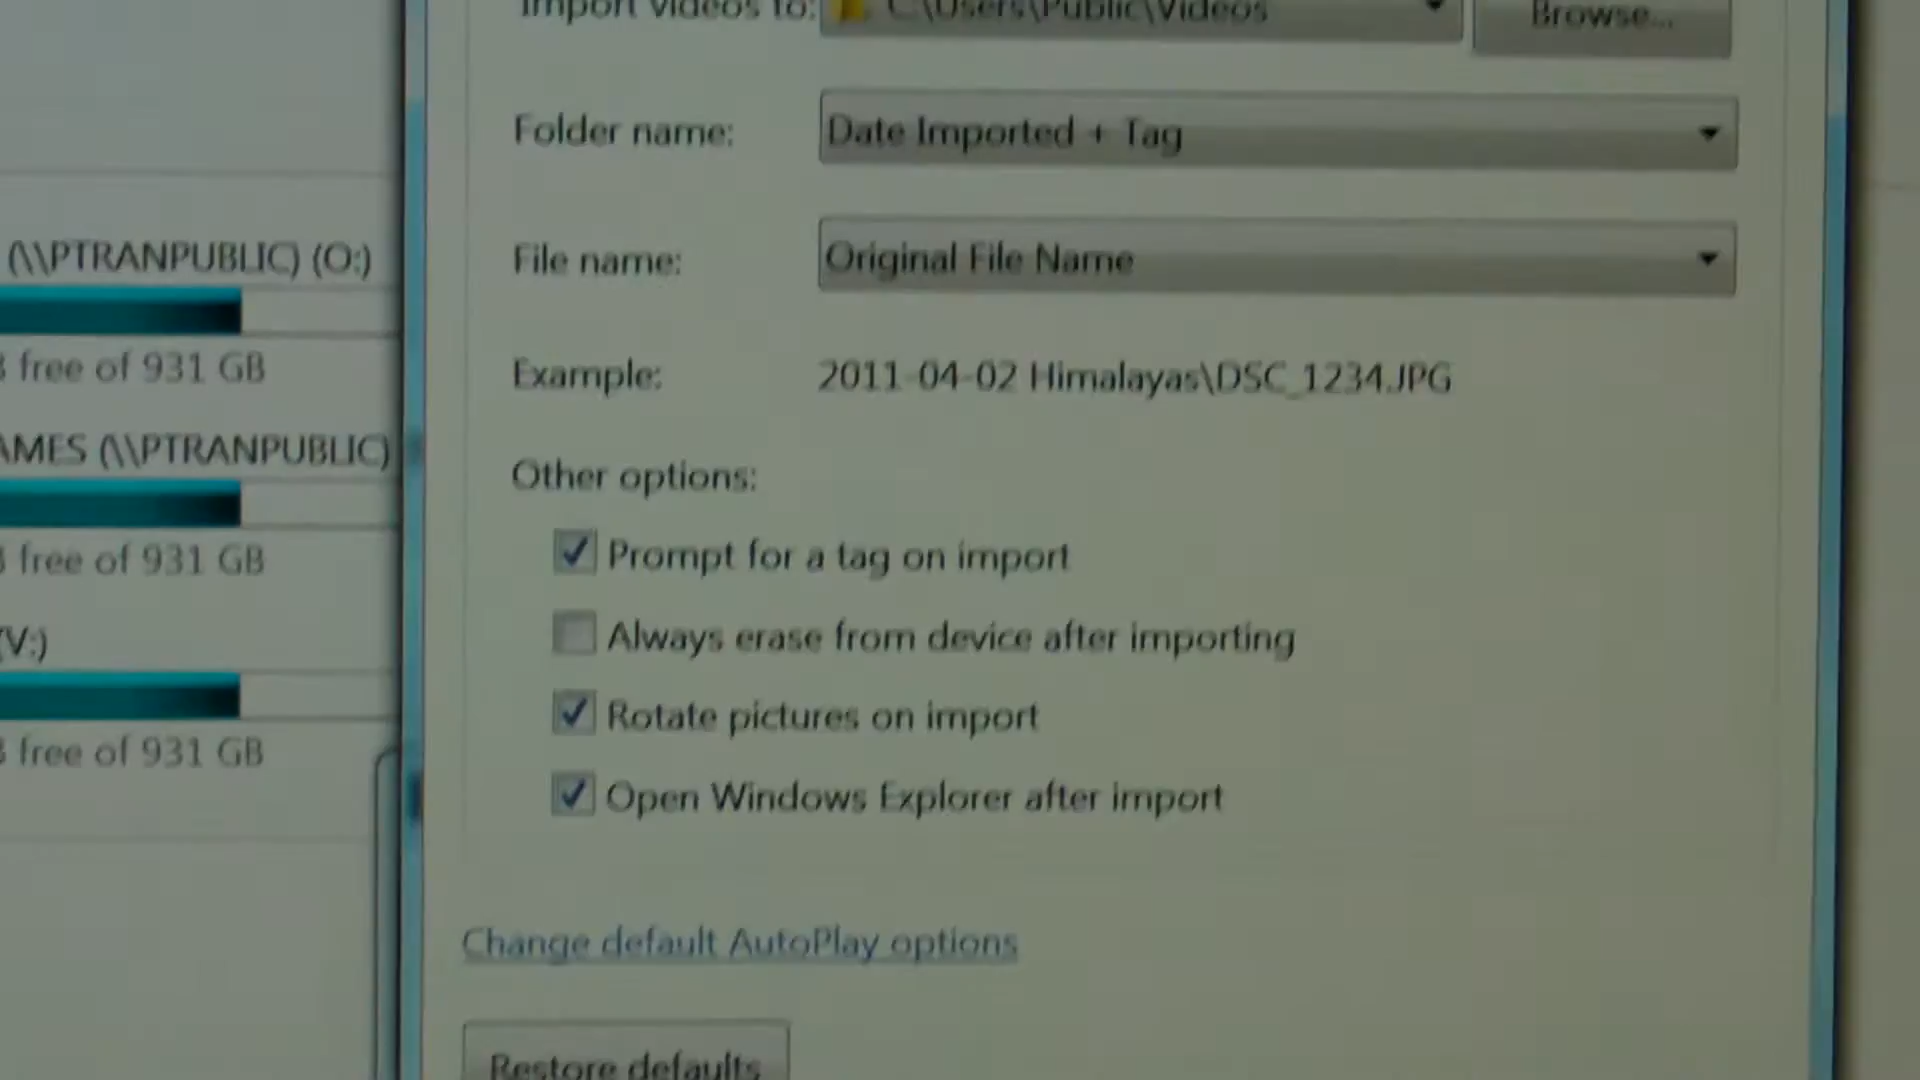 Import videos to: C:\Users\Public\Videos Browse...
Folder name: Date Imported + Tag
(\\PTRANPUBLIC) (O:)
File name: Original File Name
free of 931 GB
Example: 2011-04-02 Himalayas\DSC_1234.JPG
AMES (\\PTRANPUBLIC)
Other options:
Prompt for a tag on import
free of 931 GB
(V:)
Always erase from device after importing
Rotate pictures on import
free of 931 GB
Open Windows Explorer after import
Change default AutoPlay options
Restore defaults